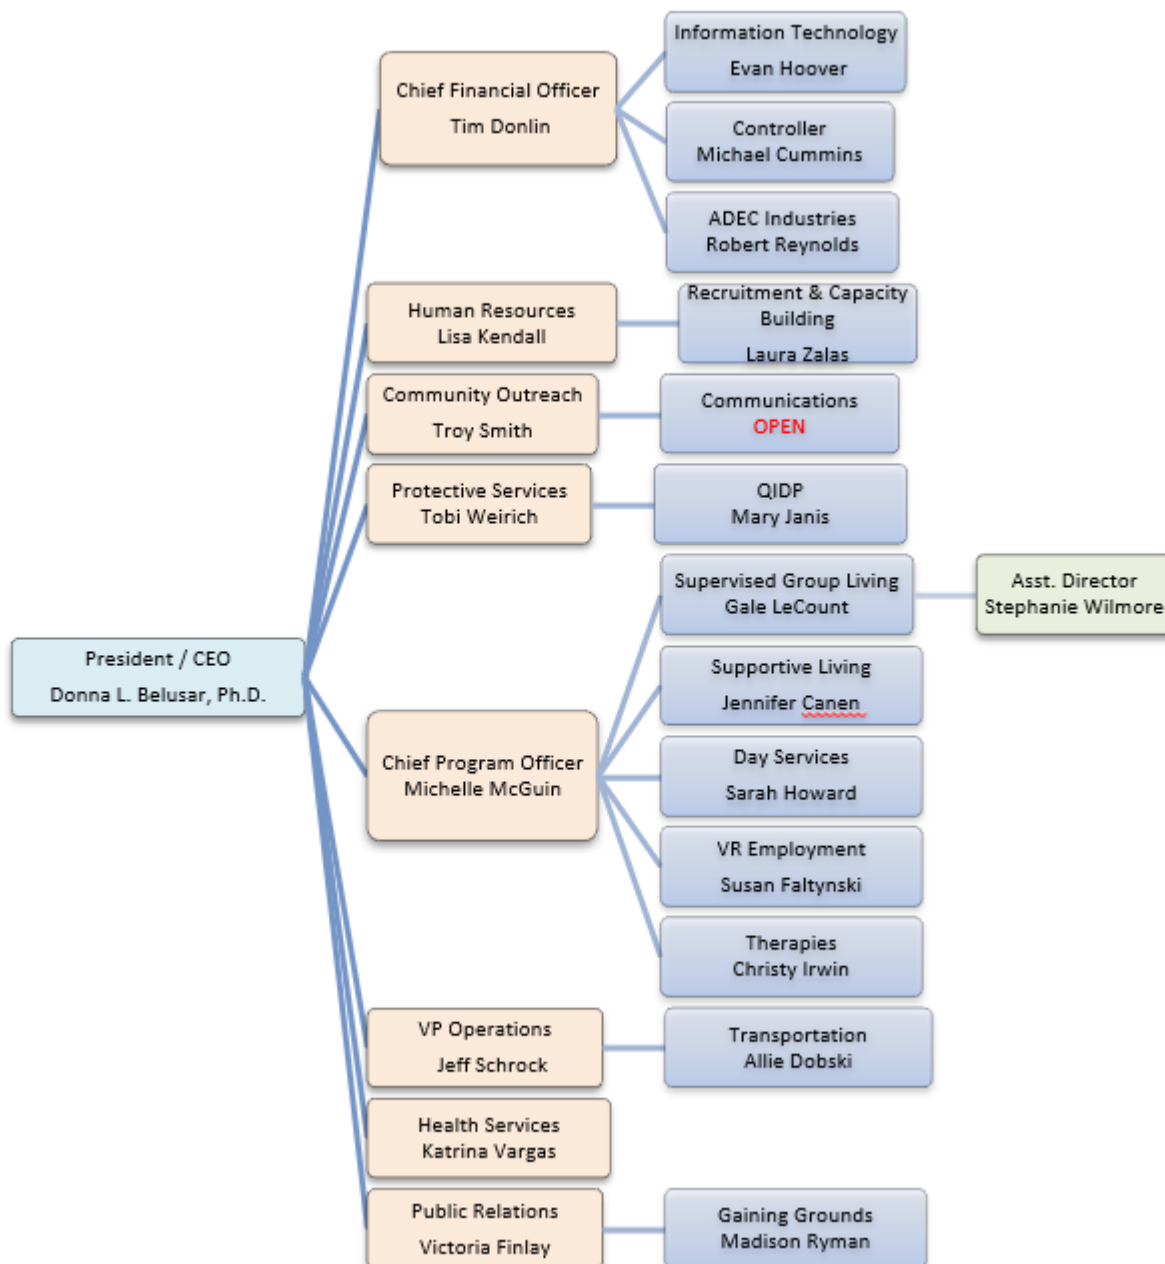 Information Technology
Evan Hoover
Chief Financial Officer
Tim Donlin
Controller
Michael Cummins
ADEC Industries
Robert Reynolds
Human Resources
Lisa Kendall
Recruitment & Capacity
Building
Laura Zalas
Community Outreach
Troy Smith
Communications
OPEN
Protective Services
Tobi Weirich
QIDP
Mary Janis
Supervised Group Living
Gale LeCount
Asst. Director
Stephanie Wilmore
President / CEO
Donna L. Belusar, Ph.D.
Supportive Living
Jennifer Canen
Chief Program Officer
Michelle McGuin
Day Services
Sarah Howard
VR Employment
Susan Faltynski
Therapies
Christy Irwin
VP Operations
Jeff Schrock
Transportation
Allie Dobski
Health Services
Katrina Vargas
Public Relations
Victoria Finlay
Gaining Grounds
Madison Ryman